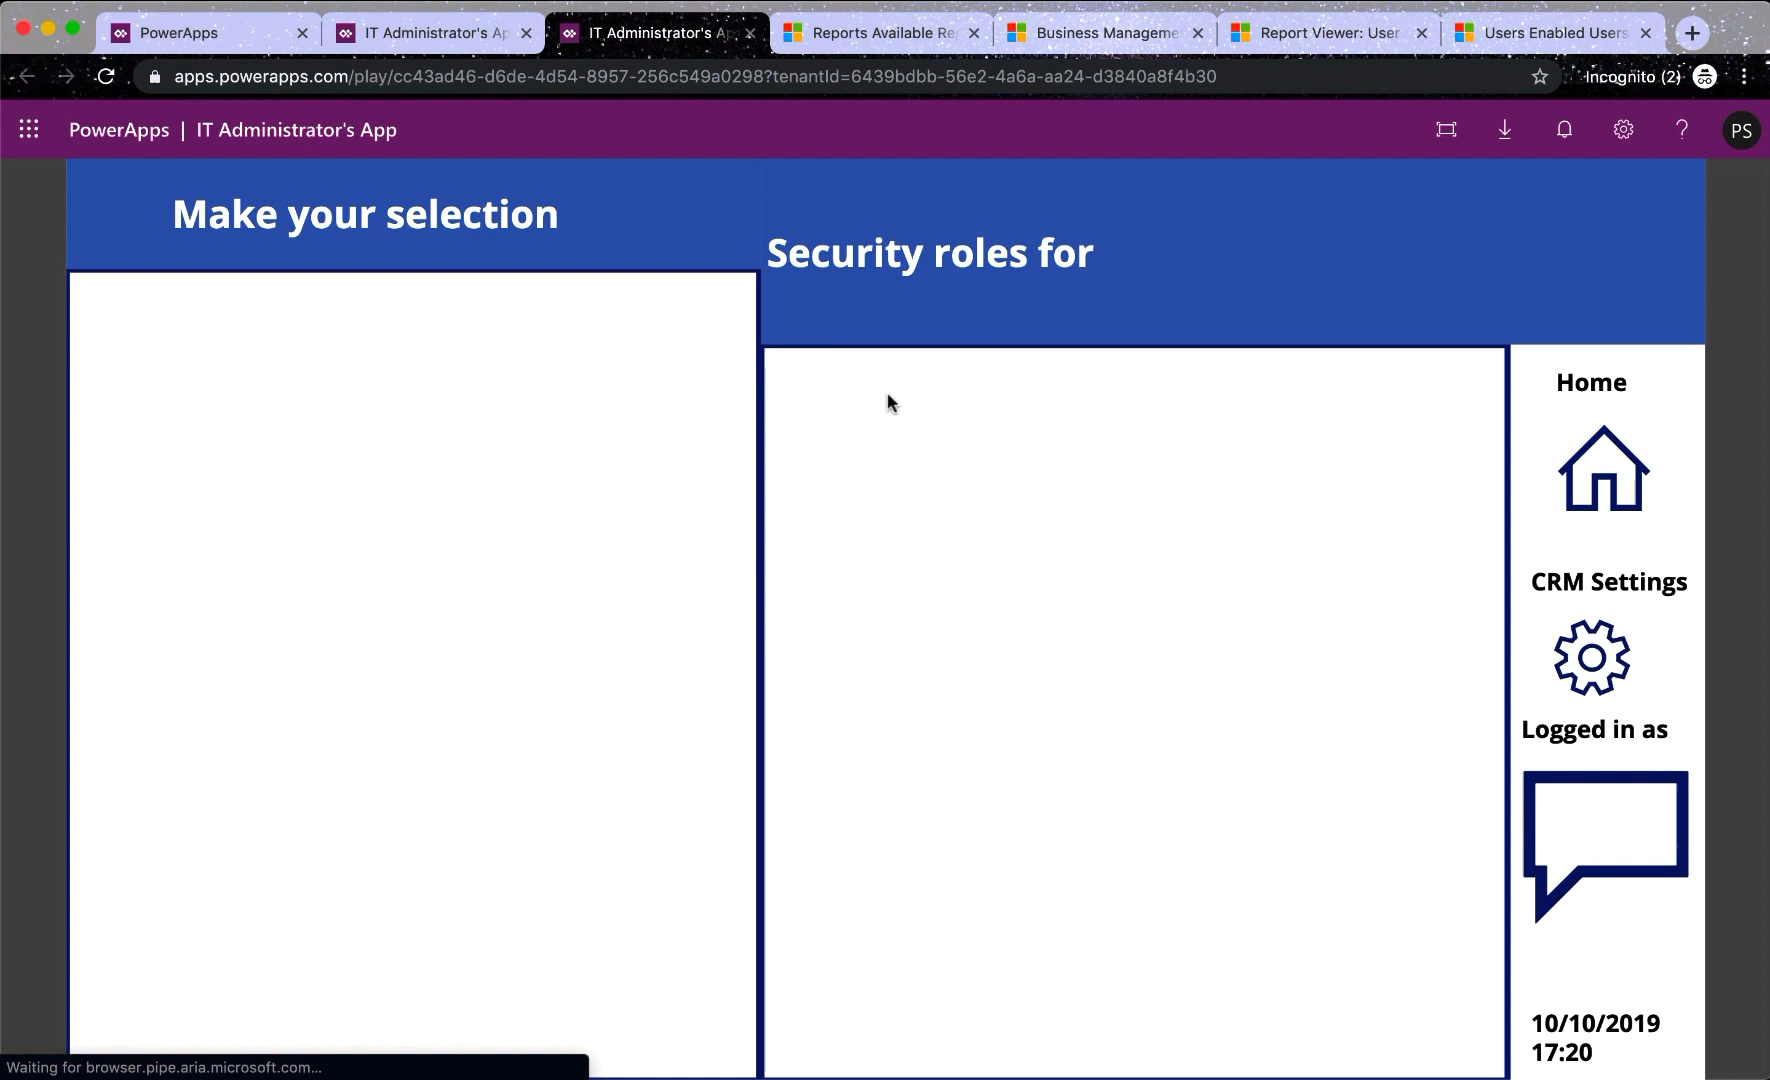 PowerApps
IT Administrator's Ap
IT Administrator's Ap
Reports Available Re
Business Manageme
Report Viewer: User
Users Enabled Users
apps.powerapps.com/play/cc43ad46-d6de-4d54-8957-256c549a0298?tenantId=6439bdbb-56e2-4a6a-aa24-d3840a8f4b30
Incognito (2)
PowerApps | IT Administrator's App
PS
Make your selection
Security roles for
Home
CRM Settings
Logged in as
10/10/2019
17:20
Waiting for browser.pipe.aria.microsoft.com...